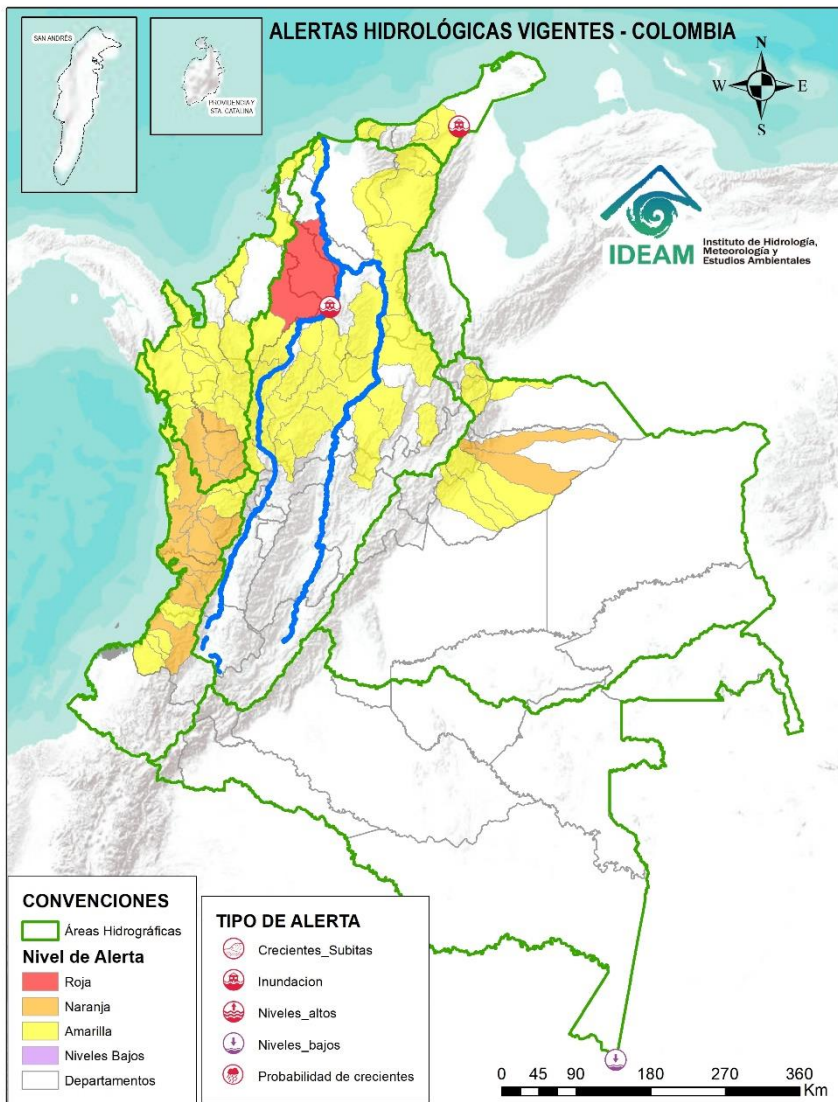 ALERTAS HIDROLÓGICAS VIGENTES - COLOMBIA
SAN ANDRÉS
PROVIDENCIA Y
STA. CATALINA
N
W
E
S
IDEAM
Instituto de Hidrología,
Meteorología y
Estudios Ambientales
CONVENCIONES
Áreas Hidrográficas
Nivel de Alerta
Roja
Naranja
Amarilla
Niveles Bajos
Departamentos
TIPO DE ALERTA
Crecientes_Subitas
Inundacion
Niveles_altos
Niveles_bajos
Probabilidad de crecientes
0 45 90 180 270 360
Km